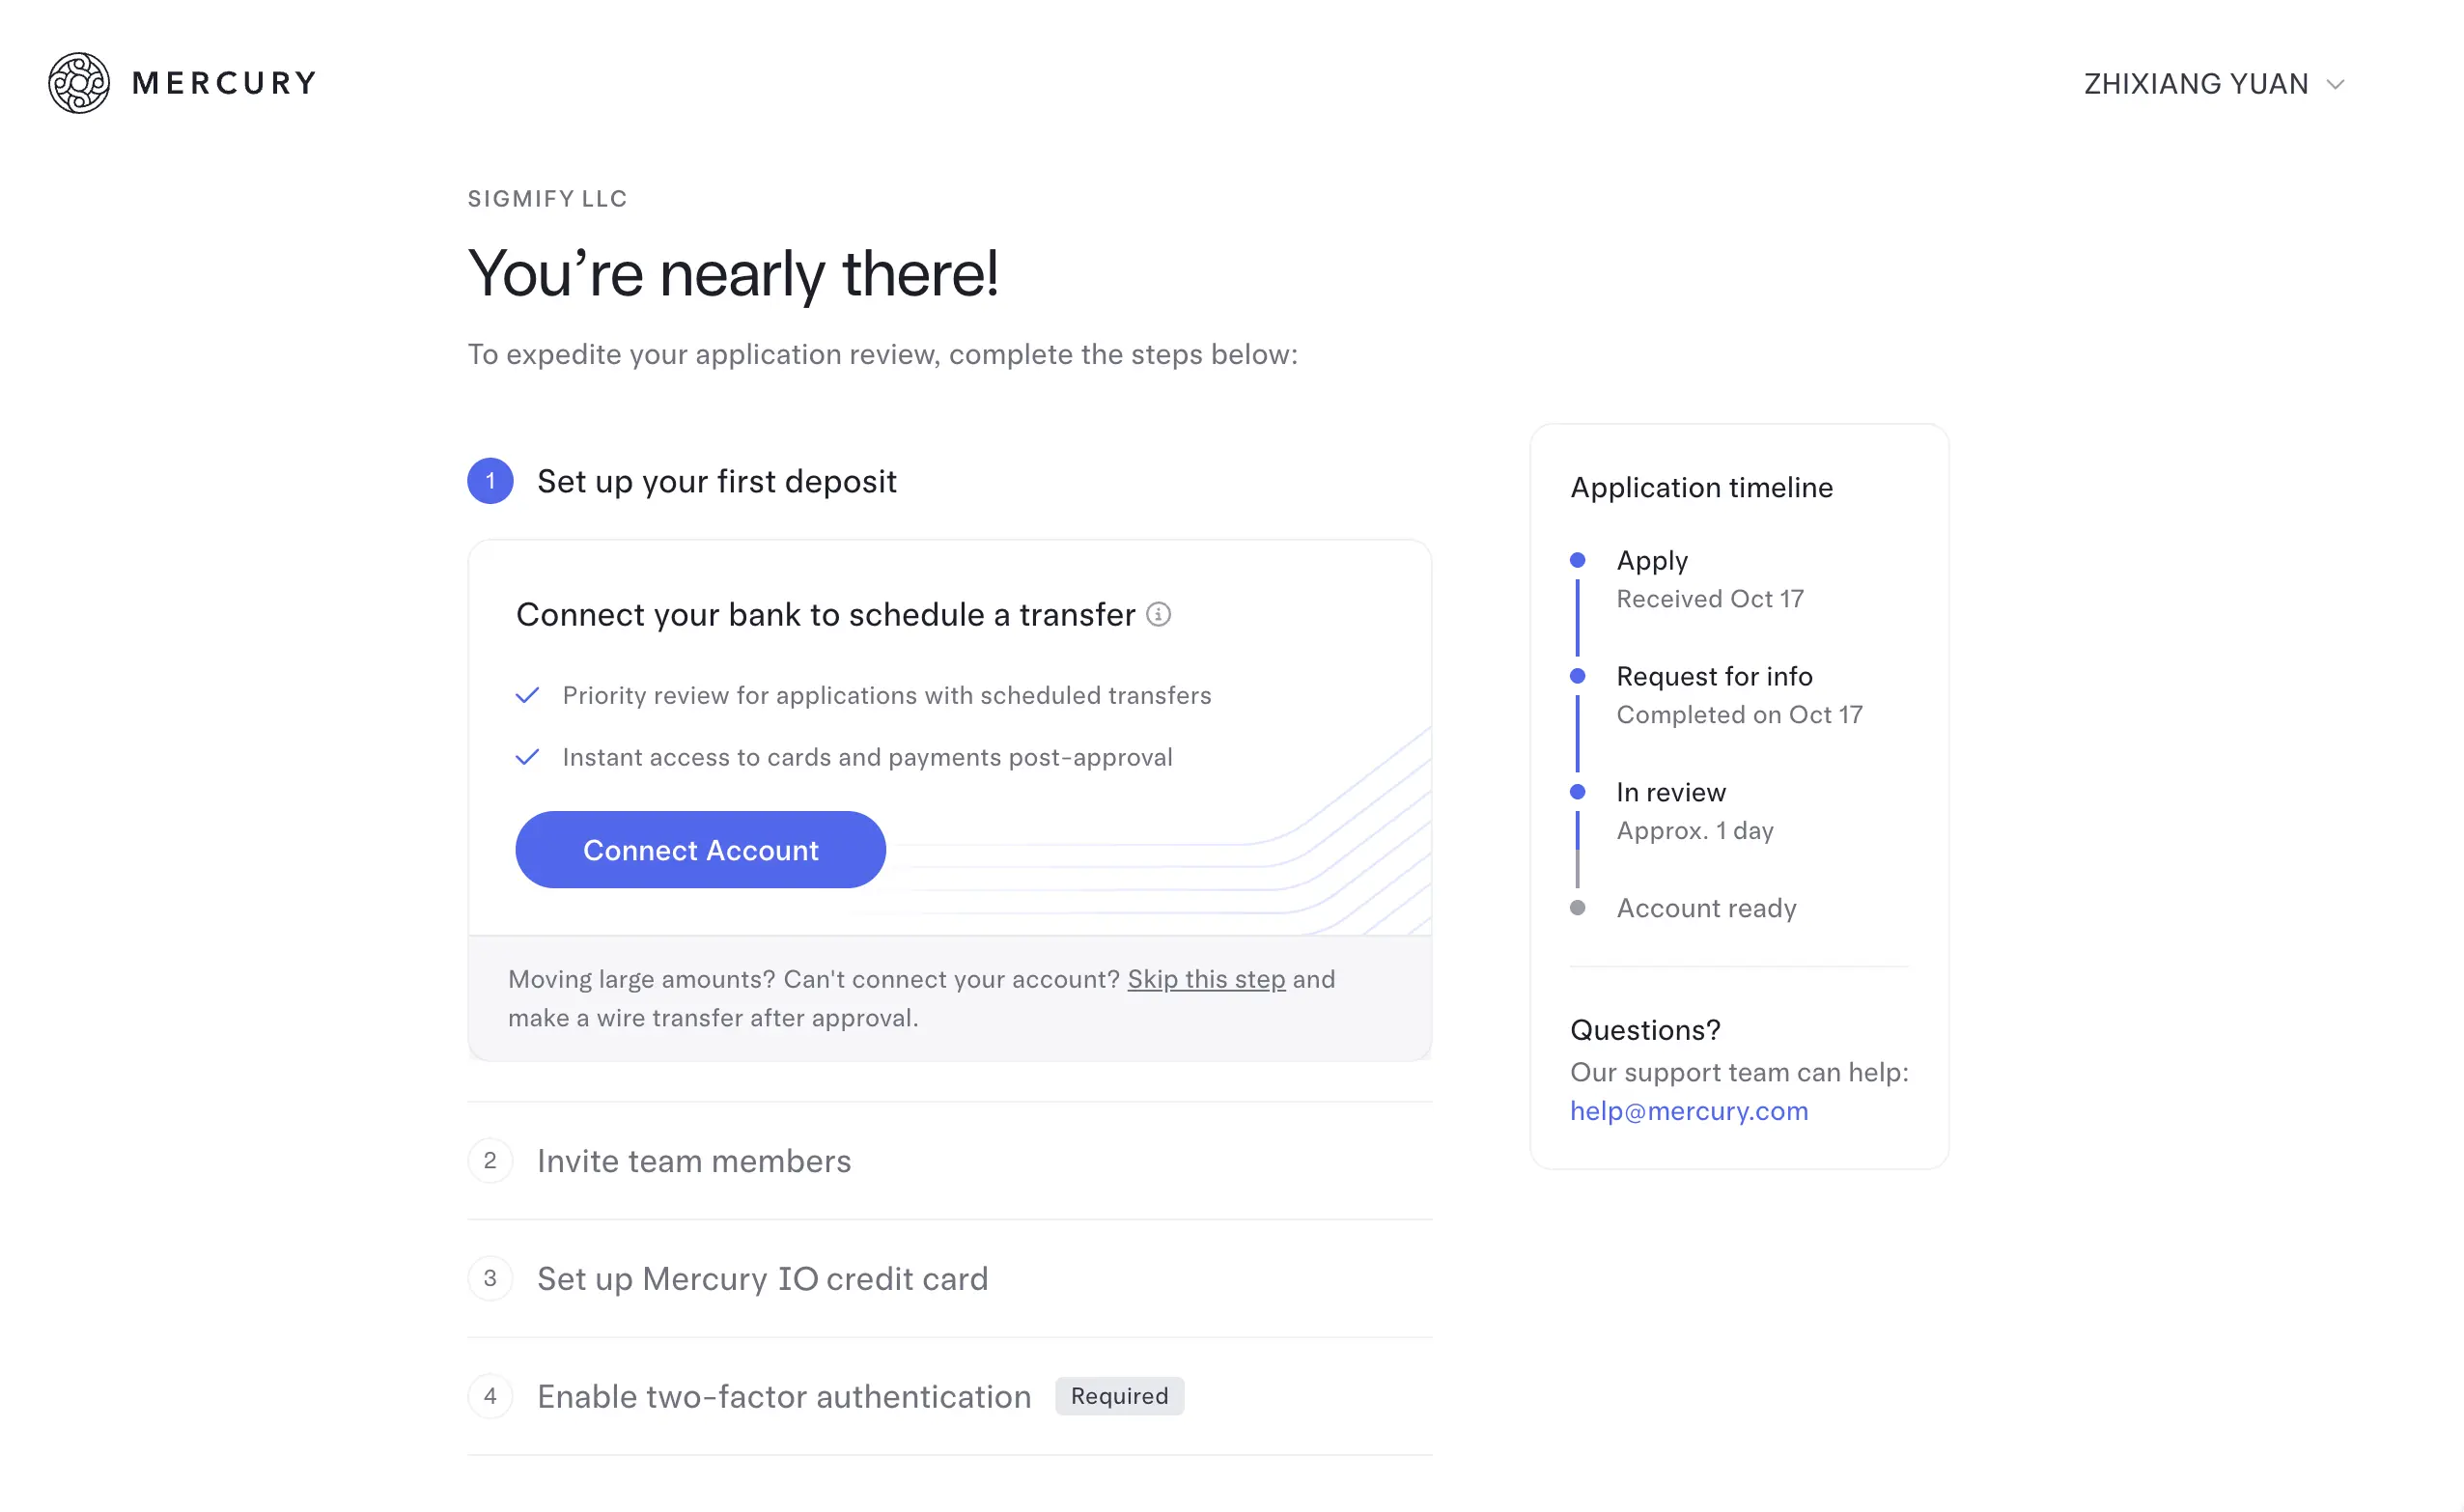 MERCURY
ZHIXIANG YUAN
SIGMIFY LLC
You’re nearly there!
To expedite your application review, complete the steps below:
1 Set up your first deposit
Connect your bank to schedule a transfer
Priority review for applications with scheduled transfers
Instant access to cards and payments post-approval
Connect Account
Moving large amounts? Can't connect your account? Skip this step and
make a wire transfer after approval.
2 Invite team members
3 Set up Mercury IO credit card
4 Enable two-factor authentication Required
Application timeline
Apply
Received Oct 17
Request for info
Completed on Oct 17
In review
Approx. 1 day
Account ready
Questions?
Our support team can help:
help@mercury.com